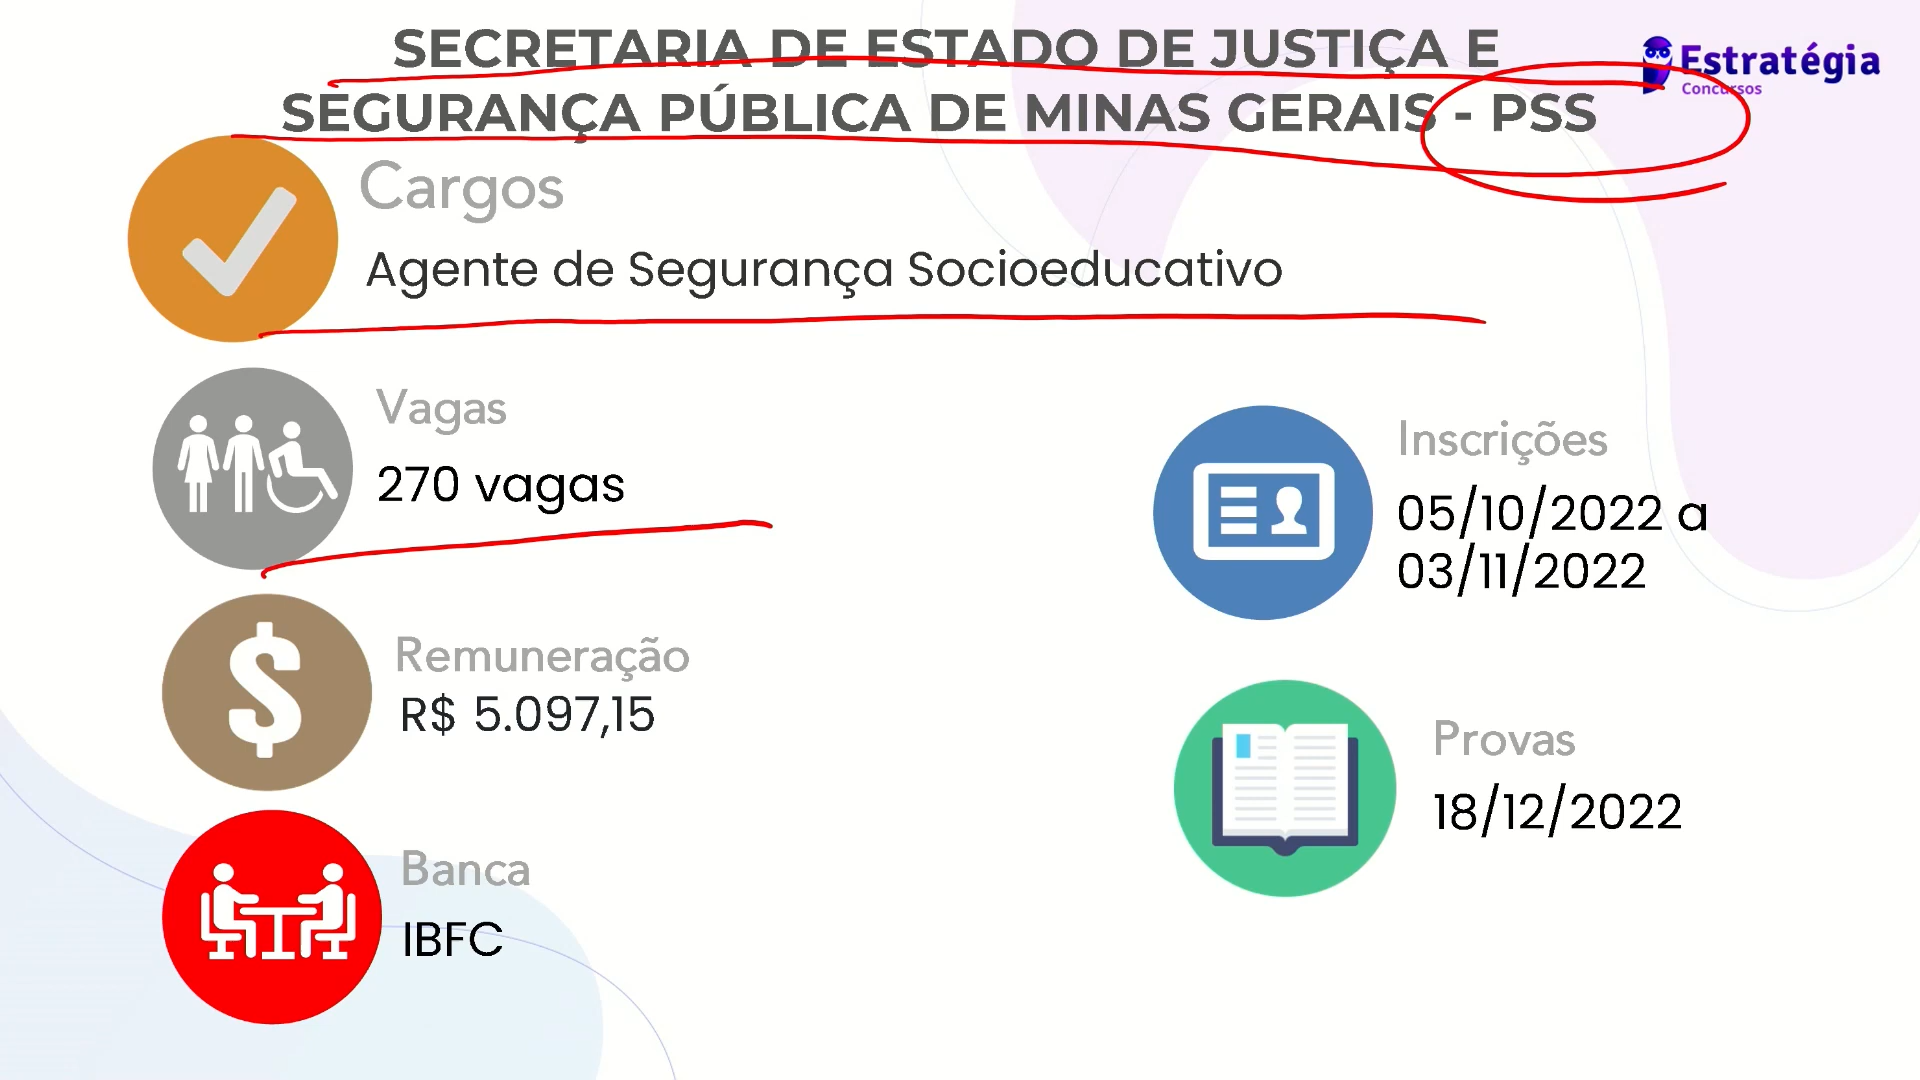 SECRETARIA DE ESTADO DE JUSTIÇA E
SEGURANÇA PÚBLICA DE MINAS GERAIS - PSS
Estratégia
Concursos
Cargos
Agente de Segurança Socioeducativo
Vagas
270 vagas
Remuneração
R$ 5.097,15
Banca
IBFC
Inscrições
05/10/2022 a
03/11/2022
Provas
18/12/2022